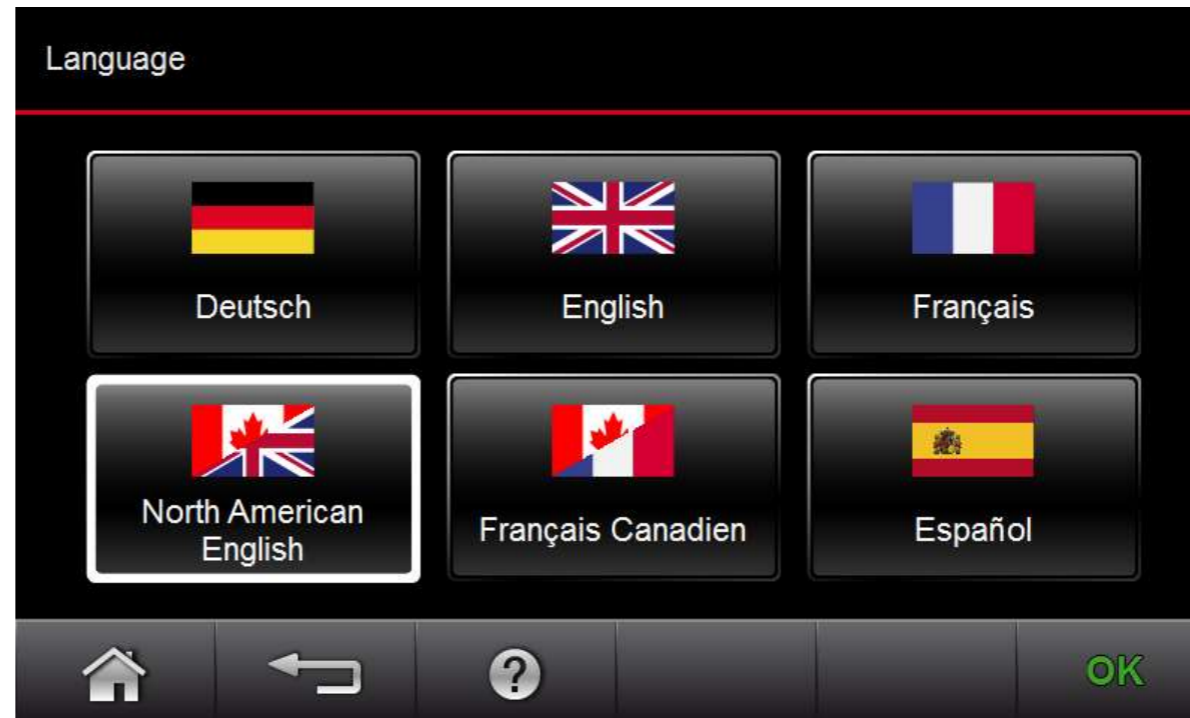 Language
Deutsch
English
Français
North American
English
Français Canadien
Español
?
OK